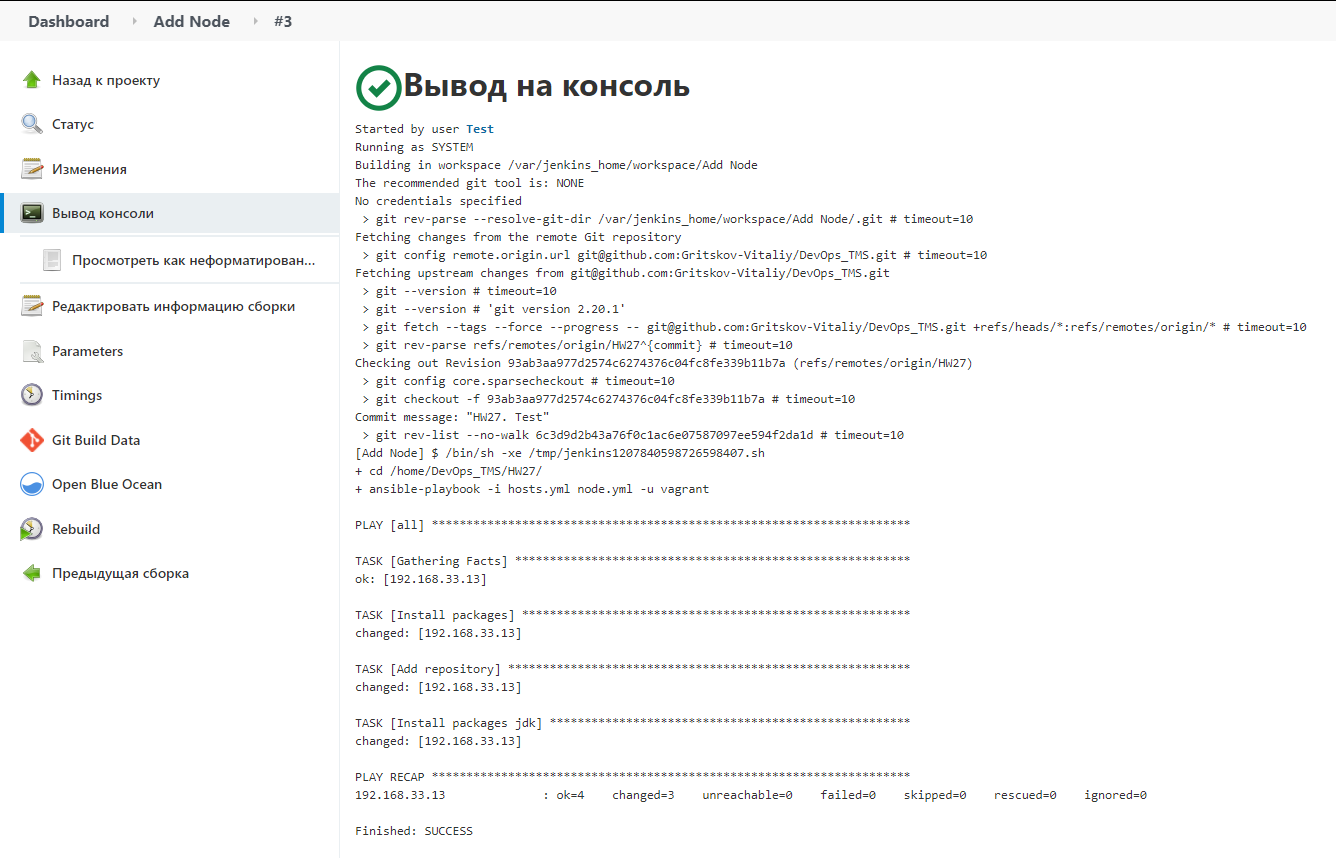 Dashboard Add Node #3
Назад к проекту
Статус
Изменения
Вывод консоли
Просмотреть как неформатирован...
Редактировать информацию сборки
Parameters
Timings
Git Build Data
Open Blue Ocean
Rebuild
Предыдущая сборка
Вывод на консоль
Started by user Test
Running as SYSTEM
Building in workspace /var/jenkins_home/workspace/Add Node
The recommended git tool is: NONE
No credentials specified
> git rev-parse --resolve-git-dir /var/jenkins_home/workspace/Add Node/.git # timeout=10
Fetching changes from the remote Git repository
> git config remote.origin.url git@github.com:Gritskov-Vitaliy/DevOps_TMS.git # timeout=10
Fetching upstream changes from git@github.com:Gritskov-Vitaliy/DevOps_TMS.git
> git --version # timeout=10
> git --version # 'git version 2.20.1'
> git fetch --tags --force --progress -- git@github.com:Gritskov-Vitaliy/DevOps_TMS.git +refs/heads/*:refs/remotes/origin/* # timeout=10
> git rev-parse refs/remotes/origin/HW27^{commit} # timeout=10
Checking out Revision 93ab3aa977d2574c6274376c04fc8fe339b11b7a (refs/remotes/origin/HW27)
> git config core.sparsecheckout # timeout=10
> git checkout -f 93ab3aa977d2574c6274376c04fc8fe339b11b7a # timeout=10
Commit message: "HW27. Test"
> git rev-list --no-walk 6c3d9d2b43a76f0c1ac6e07587097ee594f2da1d # timeout=10
[Add Node] $ /bin/sh -xe /tmp/jenkins1207840598726598407.sh
+ cd /home/DevOps_TMS/HW27/
+ ansible-playbook -i hosts.yml node.yml -u vagrant
PLAY [all] *********************************************************************
TASK [Gathering Facts] *********************************************************
ok: [192.168.33.13]
TASK [Install packages] ********************************************************
changed: [192.168.33.13]
TASK [Add repository] **********************************************************
changed: [192.168.33.13]
TASK [Install packages jdk] ****************************************************
changed: [192.168.33.13]
PLAY RECAP *********************************************************************
192.168.33.13 : ok=4 changed=3 unreachable=0 failed=0 skipped=0 rescued=0 ignored=0
Finished: SUCCESS